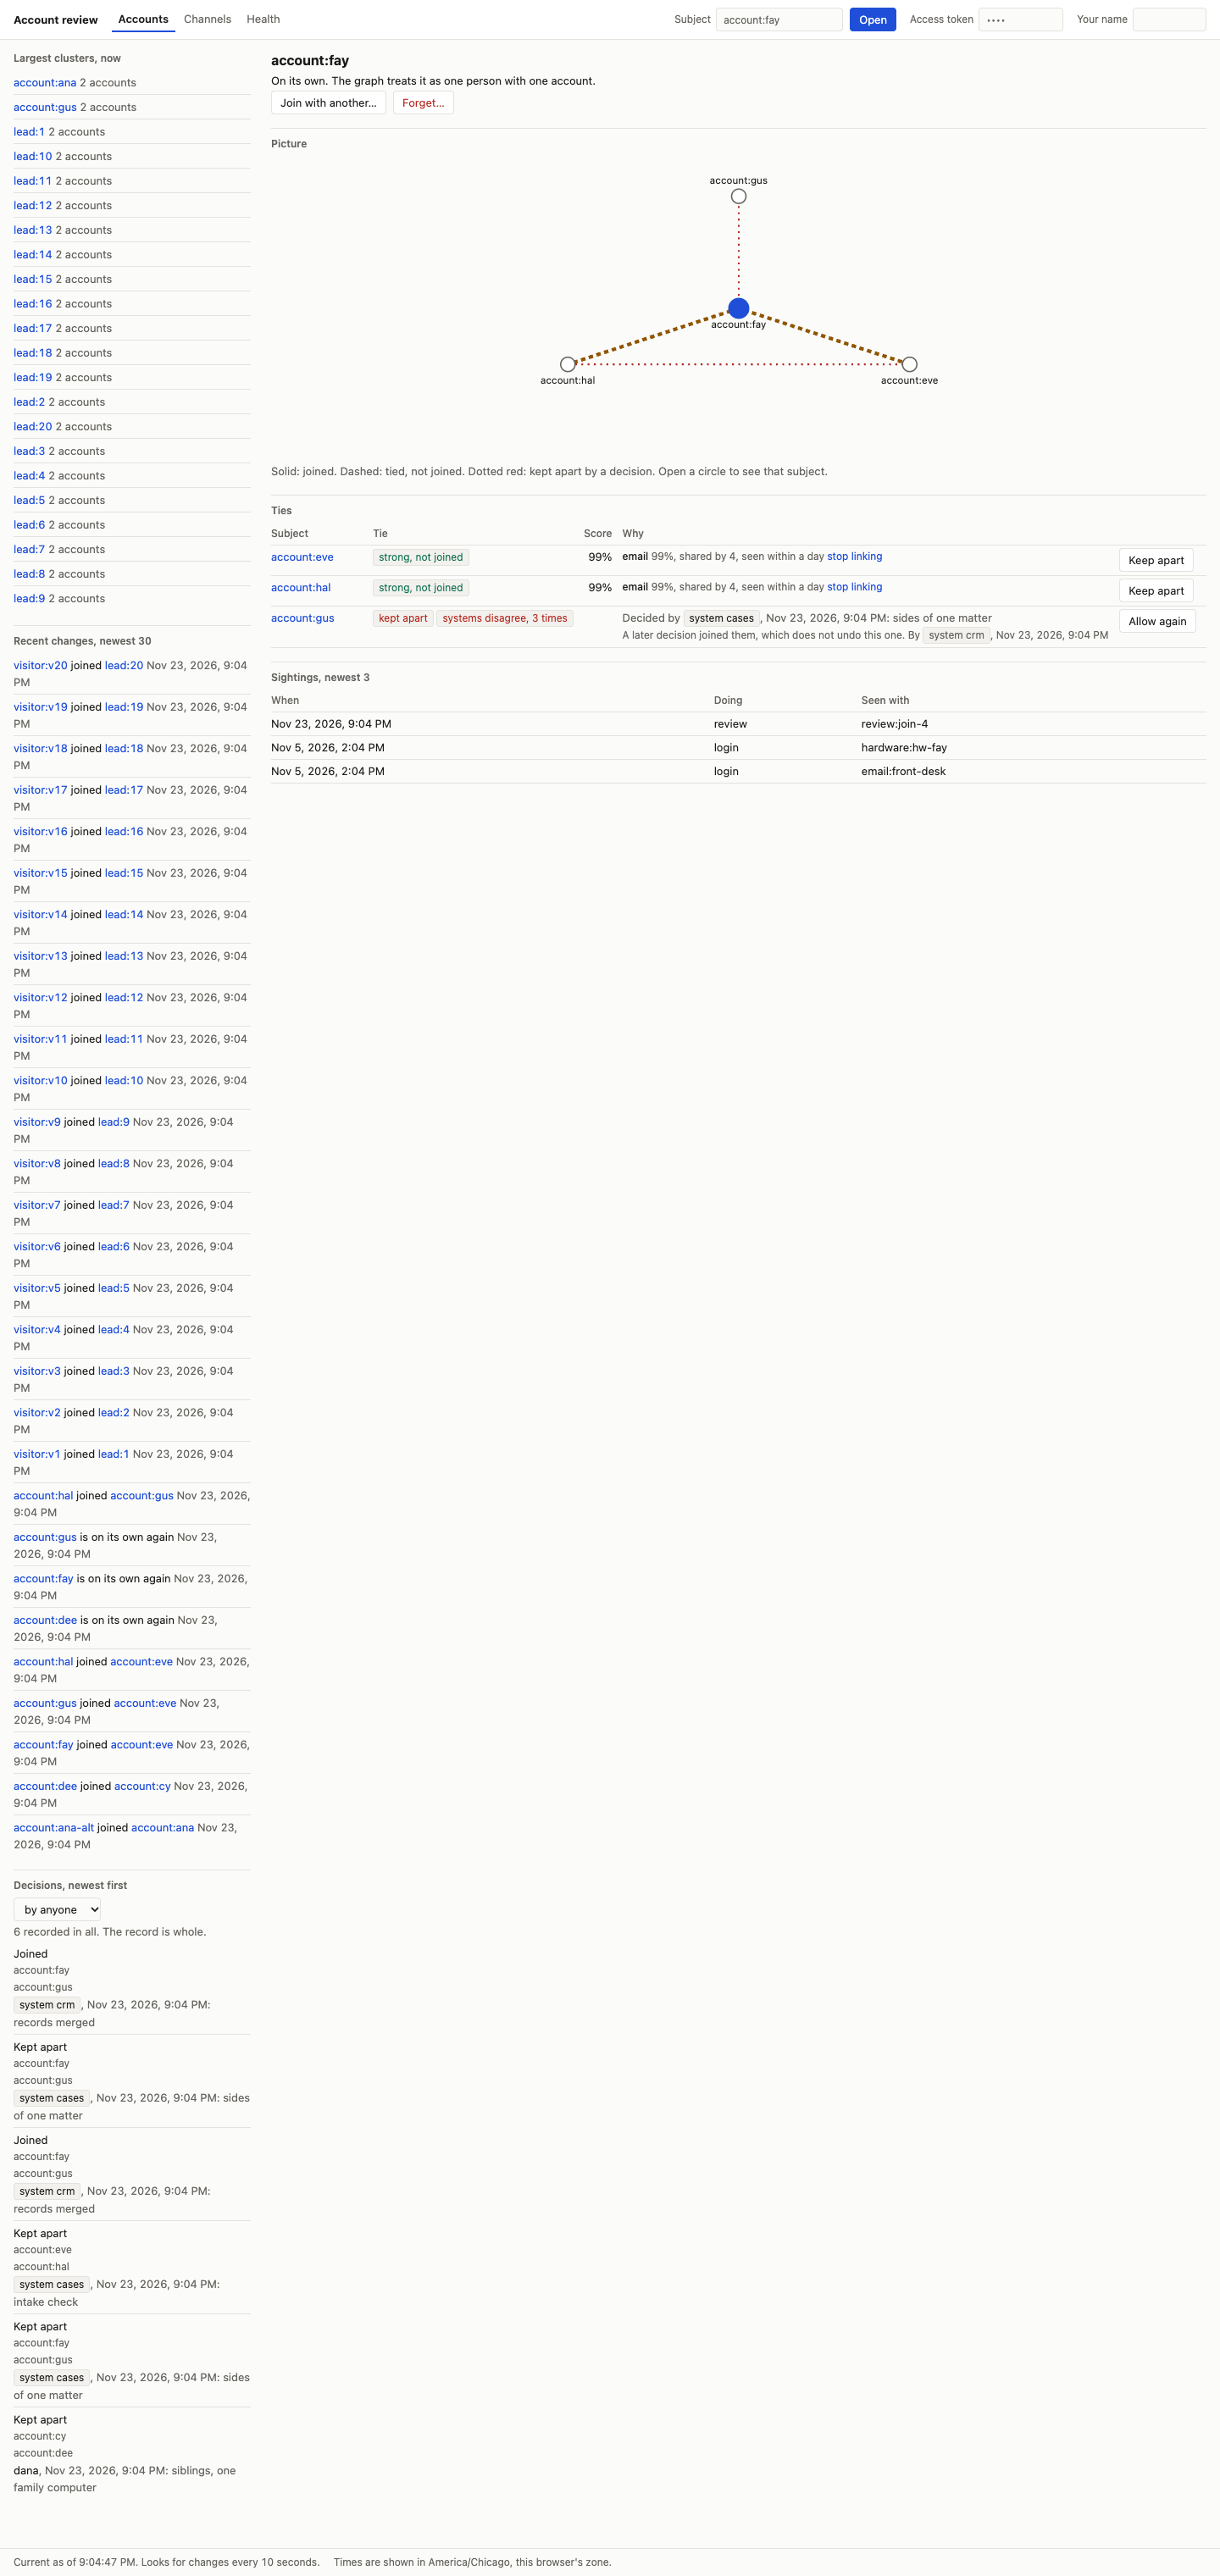 Account review Accounts Channels Health Subject account:fay Open Access token •••• Your name
Largest clusters, now
account:ana 2 accounts
account:gus 2 accounts
lead:1 2 accounts
lead:10 2 accounts
lead:11 2 accounts
lead:12 2 accounts
lead:13 2 accounts
lead:14 2 accounts
lead:15 2 accounts
lead:16 2 accounts
lead:17 2 accounts
lead:18 2 accounts
lead:19 2 accounts
lead:2 2 accounts
lead:20 2 accounts
lead:3 2 accounts
lead:4 2 accounts
lead:5 2 accounts
lead:6 2 accounts
lead:7 2 accounts
lead:8 2 accounts
lead:9 2 accounts
Recent changes, newest 30
visitor:v20 joined lead:20 Nov 23, 2026, 9:04
PM
visitor:v19 joined lead:19 Nov 23, 2026, 9:04
PM
visitor:v18 joined lead:18 Nov 23, 2026, 9:04
PM
visitor:v17 joined lead:17 Nov 23, 2026, 9:04
PM
visitor:v16 joined lead:16 Nov 23, 2026, 9:04
PM
visitor:v15 joined lead:15 Nov 23, 2026, 9:04
PM
visitor:v14 joined lead:14 Nov 23, 2026, 9:04
PM
visitor:v13 joined lead:13 Nov 23, 2026, 9:04
PM
visitor:v12 joined lead:12 Nov 23, 2026, 9:04
PM
visitor:v11 joined lead:11 Nov 23, 2026, 9:04
PM
visitor:v10 joined lead:10 Nov 23, 2026, 9:04
PM
visitor:v9 joined lead:9 Nov 23, 2026, 9:04
PM
visitor:v8 joined lead:8 Nov 23, 2026, 9:04
PM
visitor:v7 joined lead:7 Nov 23, 2026, 9:04
PM
visitor:v6 joined lead:6 Nov 23, 2026, 9:04
PM
visitor:v5 joined lead:5 Nov 23, 2026, 9:04
PM
visitor:v4 joined lead:4 Nov 23, 2026, 9:04
PM
visitor:v3 joined lead:3 Nov 23, 2026, 9:04
PM
visitor:v2 joined lead:2 Nov 23, 2026, 9:04
PM
visitor:v1 joined lead:1 Nov 23, 2026, 9:04
PM
account:hal joined account:gus Nov 23, 2026,
9:04 PM
account:gus is on its own again Nov 23,
2026, 9:04 PM
account:fay is on its own again Nov 23, 2026,
9:04 PM
account:dee is on its own again Nov 23,
2026, 9:04 PM
account:hal joined account:eve Nov 23, 2026,
9:04 PM
account:gus joined account:eve Nov 23,
2026, 9:04 PM
account:fay joined account:eve Nov 23, 2026,
9:04 PM
account:dee joined account:cy Nov 23, 2026,
9:04 PM
account:ana-alt joined account:ana Nov 23,
2026, 9:04 PM
Decisions, newest first
by anyone
6 recorded in all. The record is whole.
Joined
account:fay
account:gus
system crm, Nov 23, 2026, 9:04 PM:
records merged
Kept apart
account:fay
account:gus
system cases, Nov 23, 2026, 9:04 PM: sides
of one matter
Joined
account:fay
account:gus
system crm, Nov 23, 2026, 9:04 PM:
records merged
Kept apart
account:eve
account:hal
system cases, Nov 23, 2026, 9:04 PM:
intake check
Kept apart
account:fay
account:gus
system cases, Nov 23, 2026, 9:04 PM: sides
of one matter
Kept apart
account:cy
account:dee
dana, Nov 23, 2026, 9:04 PM: siblings, one
family computer
account:fay
On its own. The graph treats it as one person with one account.
Join with another... Forget...
Picture
account:gus
account:fay
account:hal account:eve
Solid: joined. Dashed: tied, not joined. Dotted red: kept apart by a decision. Open a circle to see that subject.
Ties
Subject Tie Score Why
account:eve strong, not joined 99% email 99%, shared by 4, seen within a day stop linking Keep apart
account:hal strong, not joined 99% email 99%, shared by 4, seen within a day stop linking Keep apart
account:gus kept apart systems disagree, 3 times Decided by system cases, Nov 23, 2026, 9:04 PM: sides of one matter Allow again
A later decision joined them, which does not undo this one. By system crm, Nov 23, 2026, 9:04 PM
Sightings, newest 3
When Doing Seen with
Nov 23, 2026, 9:04 PM review review:join-4
Nov 5, 2026, 2:04 PM login hardware:hw-fay
Nov 5, 2026, 2:04 PM login email:front-desk
Current as of 9:04:47 PM. Looks for changes every 10 seconds. Times are shown in America/Chicago, this browser's zone.